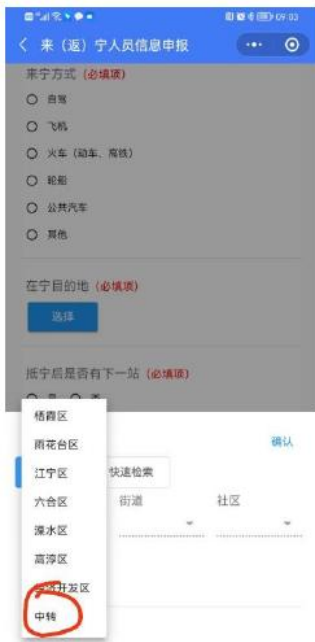 09:03
来（返）宁人员信息申报
来宁方式（必填项）
自驾
飞机
火车（动车、高铁）
轮船
公共汽车
其他
在宁目的地（必填项）
选择
抵宁后是否有下一站（必填项）
栖霞区
雨花台区
确认
江宁区
快速检索
六合区
街道
社区
溧水区
高淳区
开发区
中转